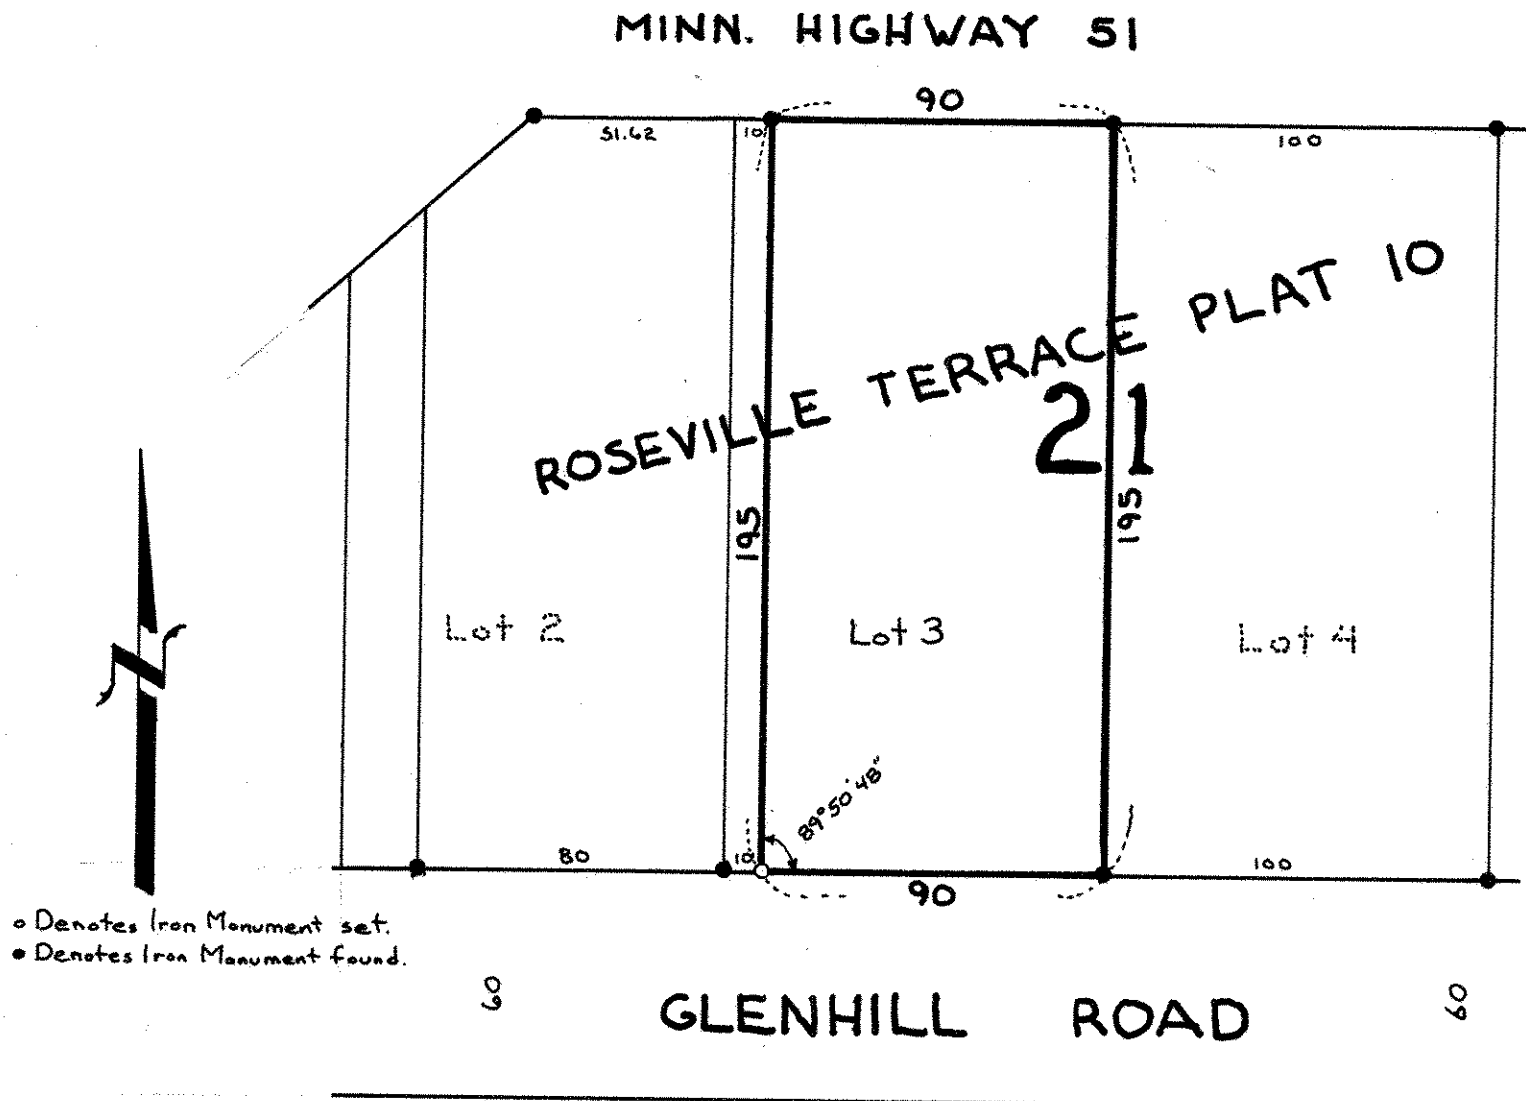 MINN. HIGHWAY 51
90
51.62
10
100
ROSEVILLE TERRACE PLAT 10
21
195
195
Lot 2
Lot 3
Lot 4
89°50'48"
80
10
90
100
o Denotes Iron Monument set.
• Denotes Iron Monument found.
60
60
GLENHILL ROAD